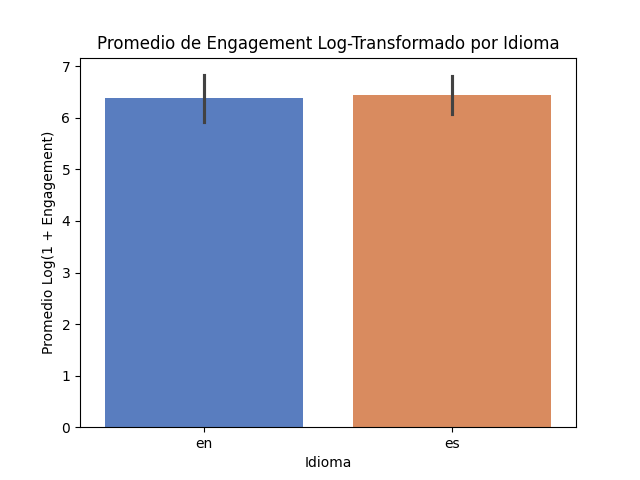 Promedio de Engagement Log-Transformado por Idioma
Promedio Log(1 + Engagement)
7
6
5
4
3
2
1
0
en
es
Idioma